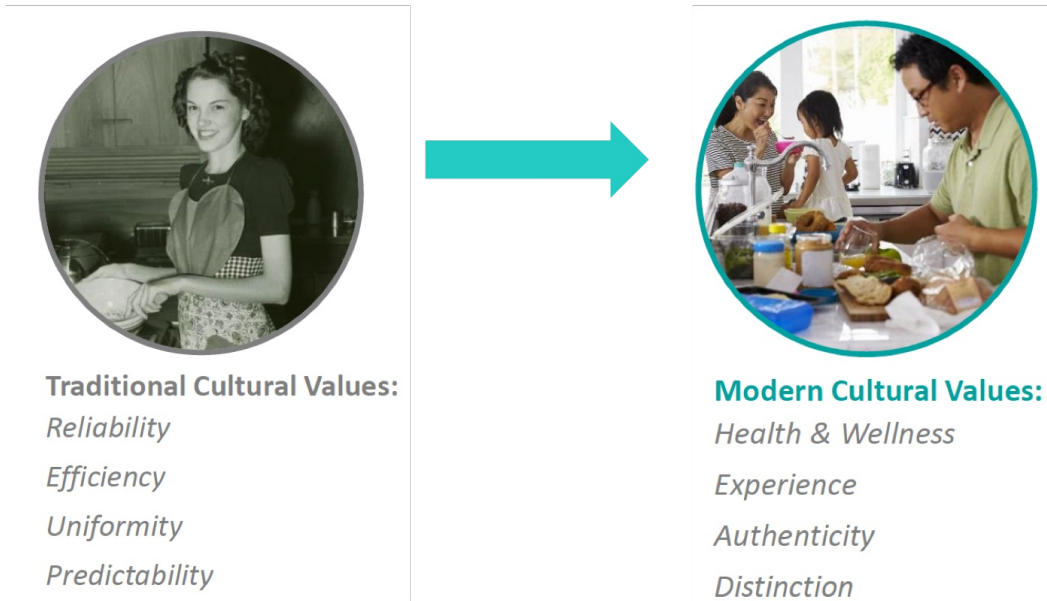 Traditional Cultural Values:
Reliability
Efficiency
Uniformity
Predictability
Modern Cultural Values:
Health & Wellness
Experience
Authenticity
Distinction